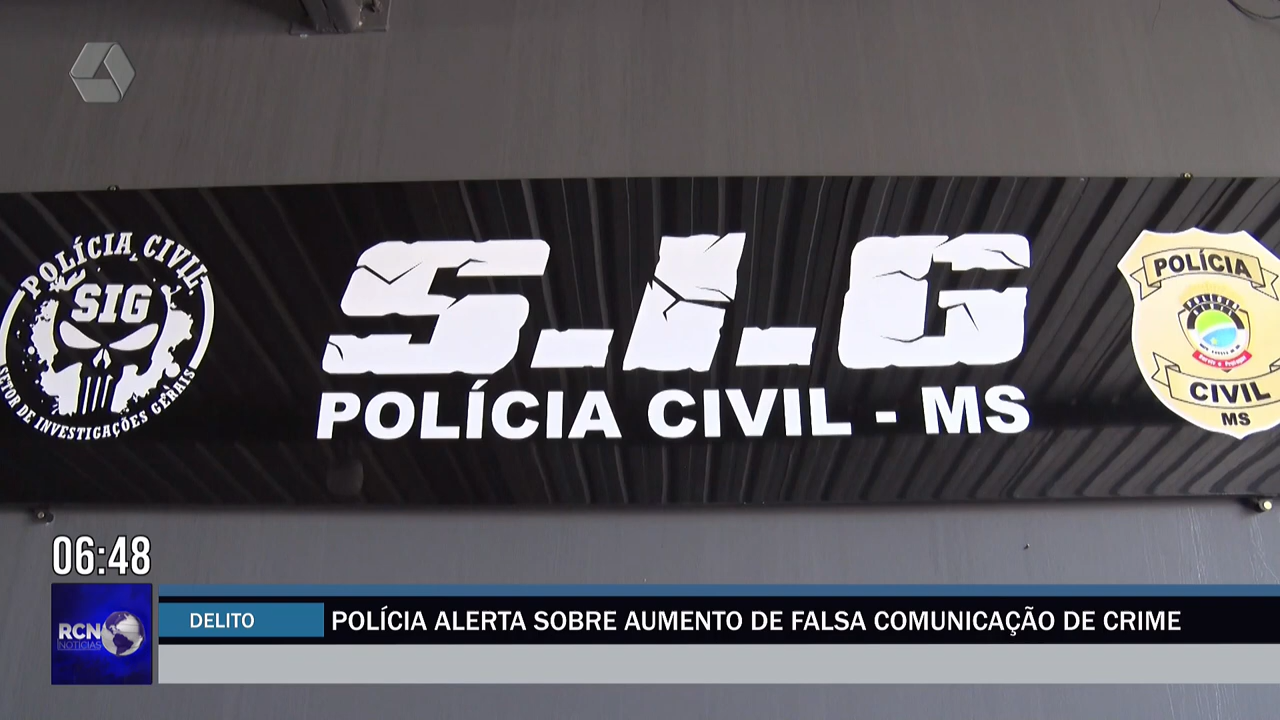 POLÍCIA CIVIL
SIG
SETOR DE INVESTIGAÇÕES GERAIS
S.I.G
POLÍCIA CIVIL - MS
POLÍCIA
CIVIL
MS
06:48
RCN
NOTÍCIAS
DELITO
POLÍCIA ALERTA SOBRE AUMENTO DE FALSA COMUNICAÇÃO DE CRIME